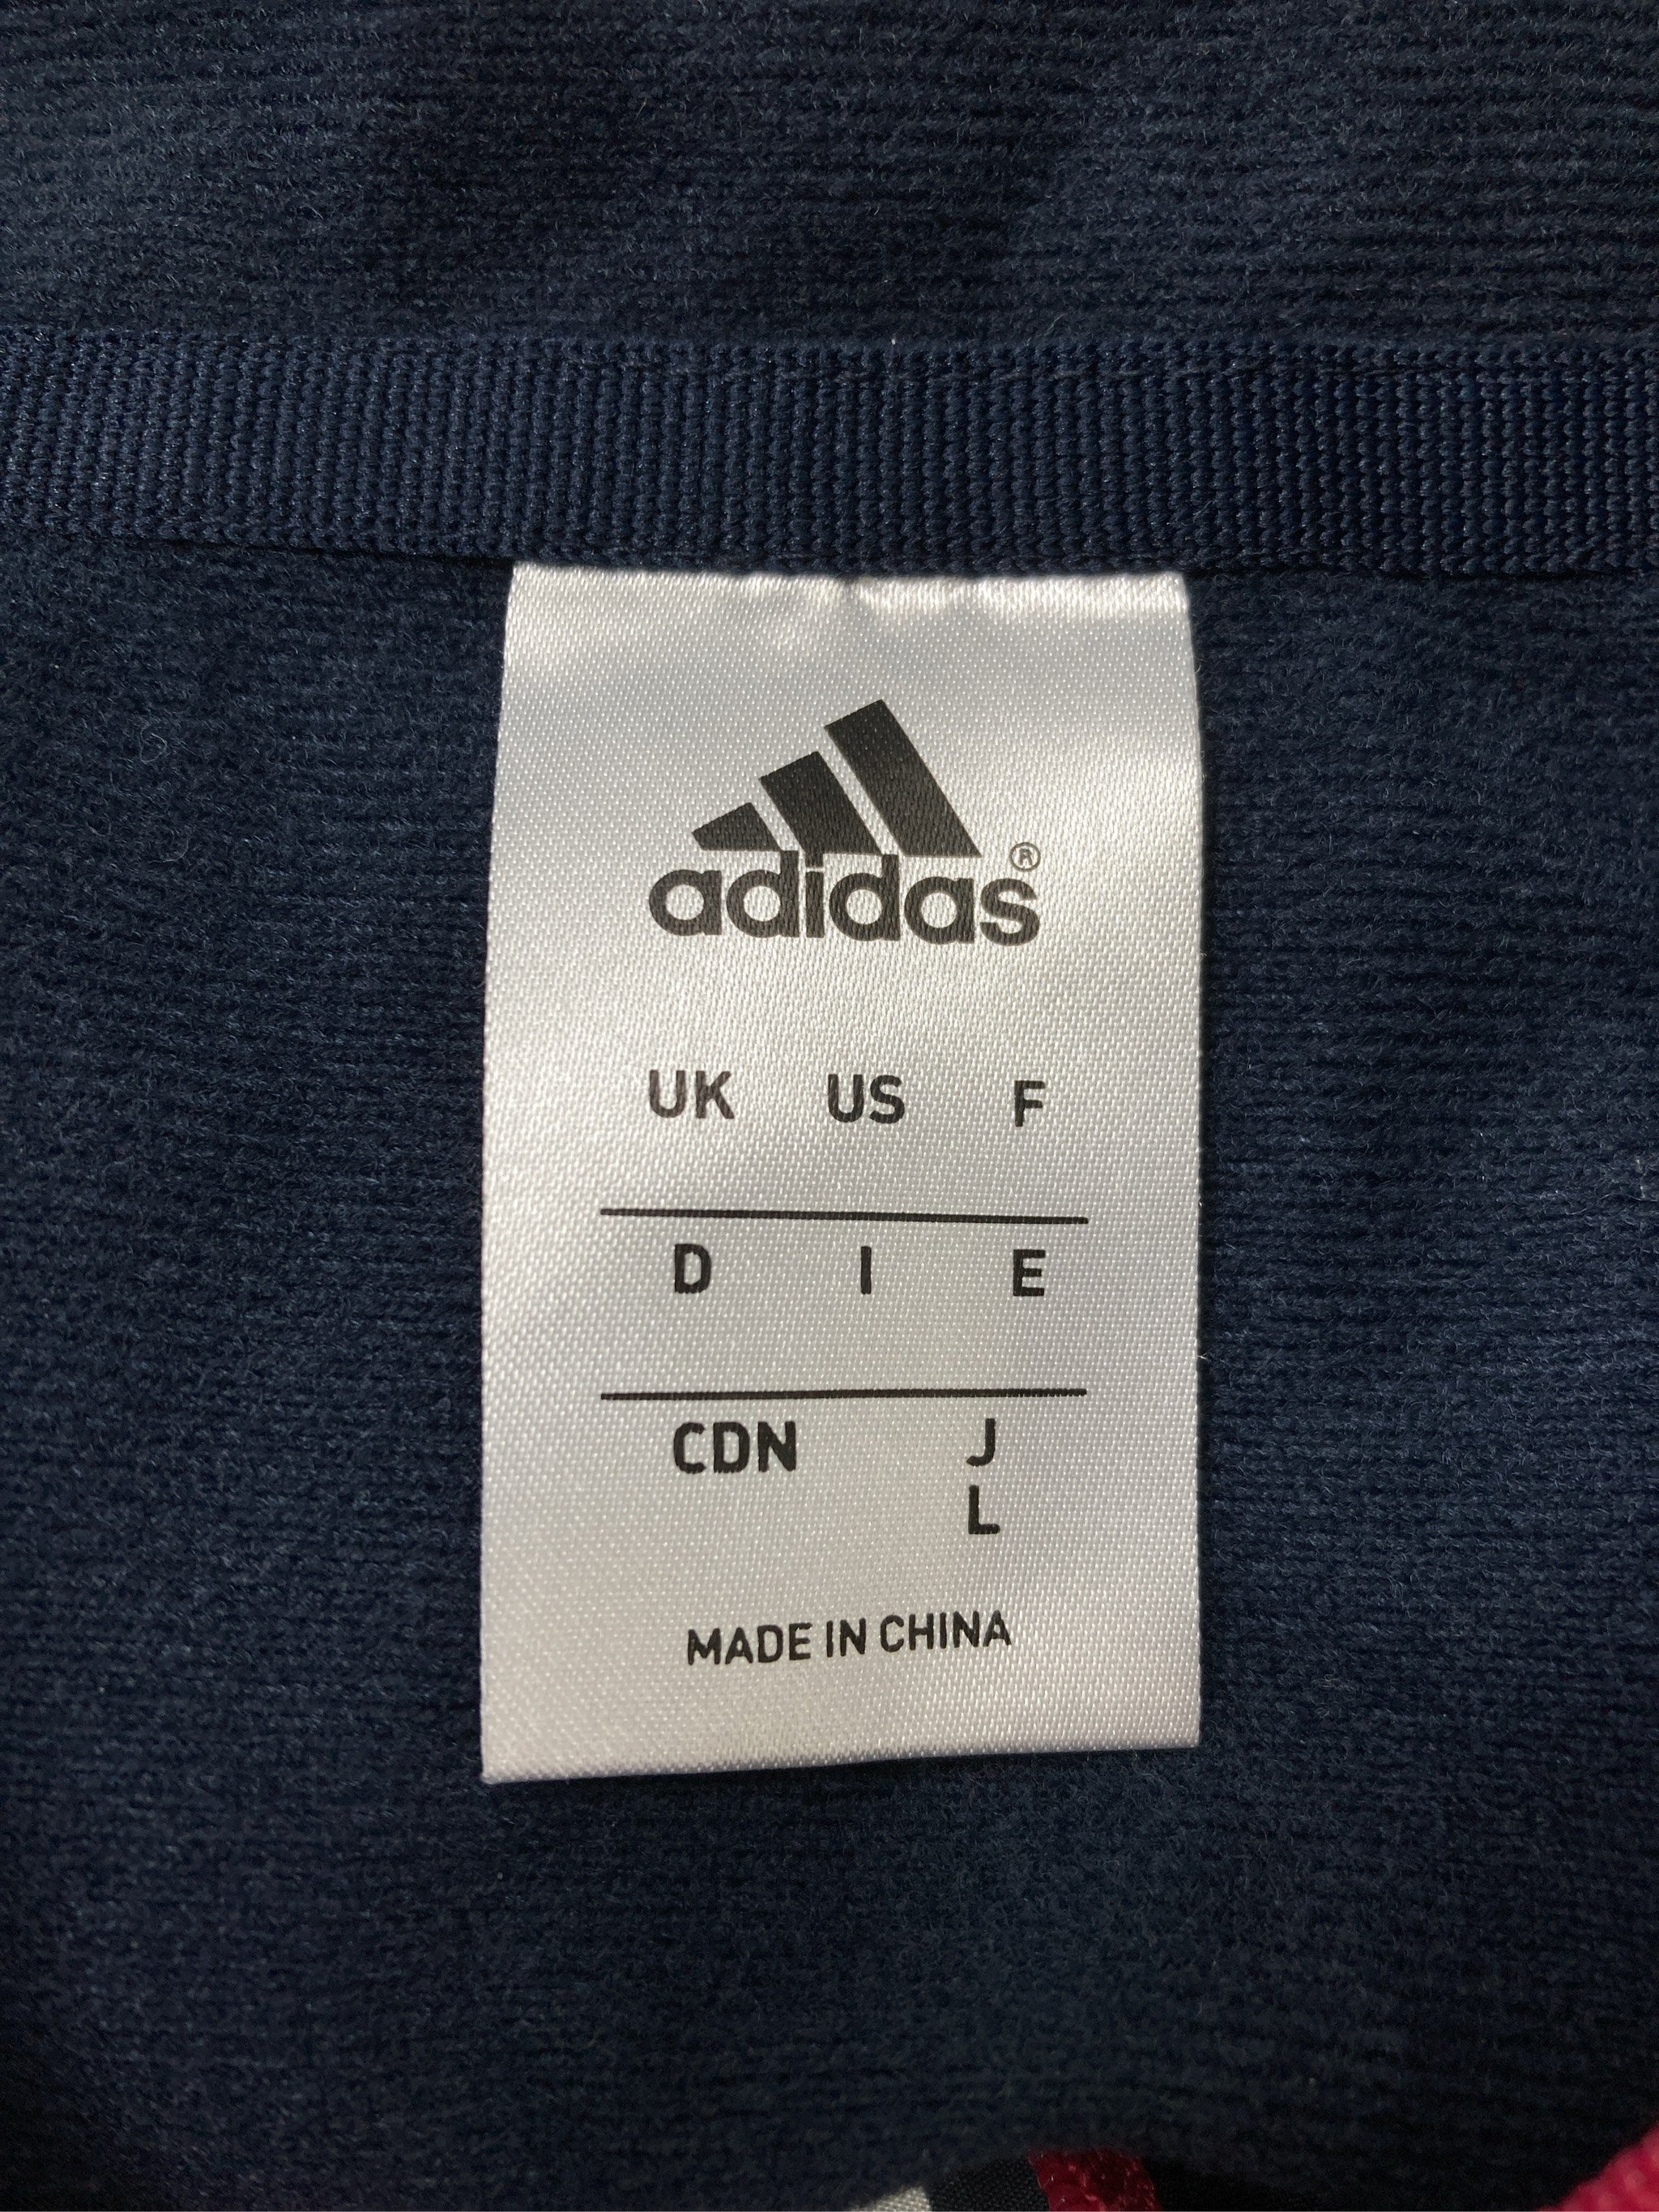 adidas®
UK US F
D I E
CDN J
L
MADE IN CHINA